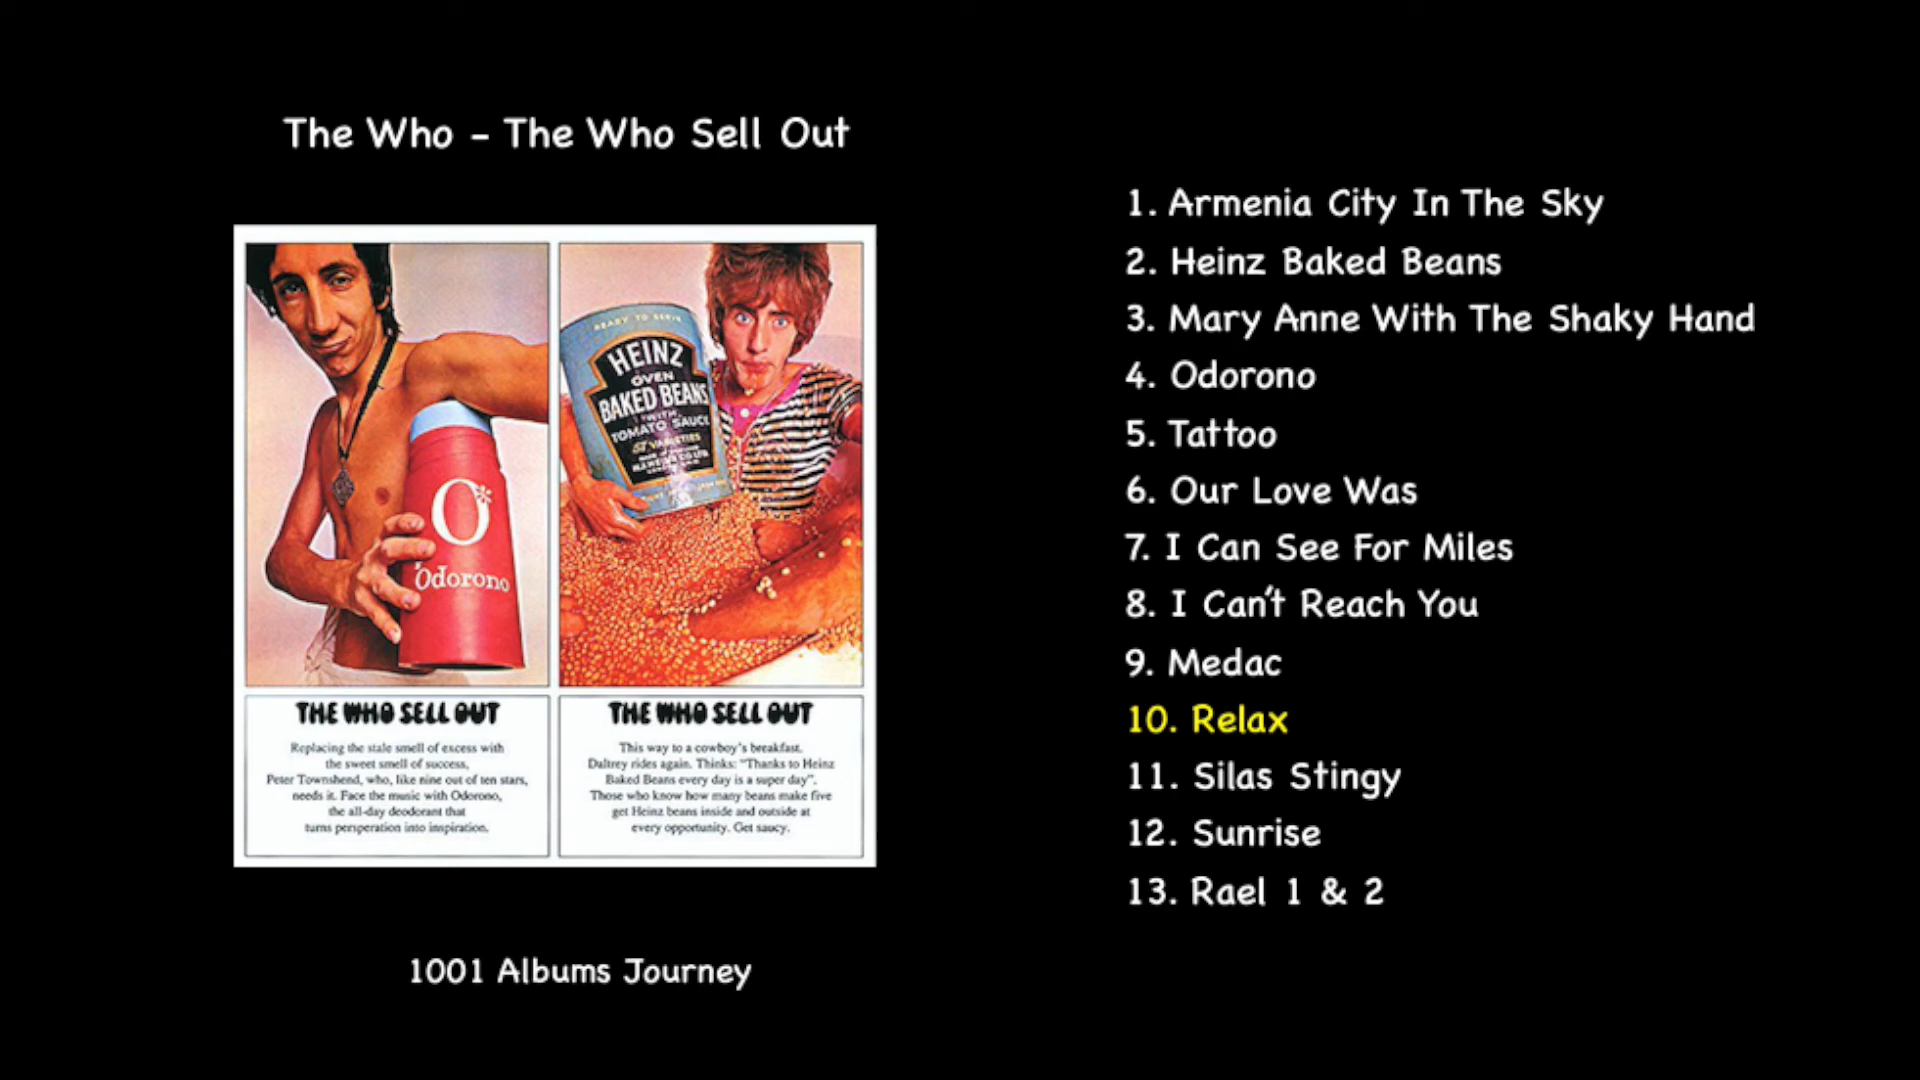 The Who – The Who Sell Out
READY TO SERVE
HEINZ
OVEN
BAKED BEANS
WITH
TOMATO SAUCE
57 VARIETIES
O
Odorono
THE WHO SELL OUT
Replacing the stale smell of excess with
the sweet smell of success,
Peter Townshend, who, like nine out of ten stars,
needs it. Face the music with Odorono,
the all-day deodorant that
turns perspiration into inspiration.
THE WHO SELL OUT
This way to a cowboy's breakfast.
Daltrey rides again. Thinks: "Thanks to Heinz
Baked Beans every day is a super day".
Those who know how many beans make five
get Heinz beans inside and outside at
every opportunity. Get saucy.
1001 Albums Journey
1. Armenia City In The Sky
2. Heinz Baked Beans
3. Mary Anne With The Shaky Hand
4. Odorono
5. Tattoo
6. Our Love Was
7. I Can See For Miles
8. I Can't Reach You
9. Medac
10. Relax
11. Silas Stingy
12. Sunrise
13. Rael 1 & 2